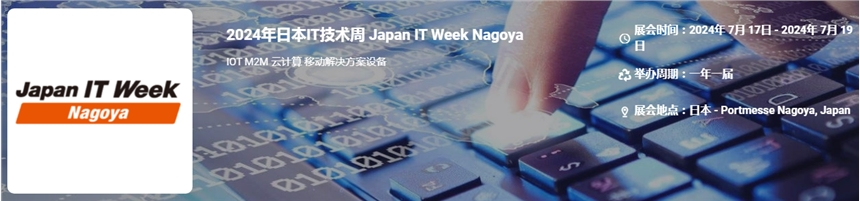 Japan IT Week
Nagoya
2024年日本IT技术周 Japan IT Week Nagoya
IOT M2M 云计算 移动解决方案设备
展会时间：2024年 7月 17日 - 2024年 7月 19
日
举办周期：一年一届
展会地点：日本 - Portmesse Nagoya, Japan